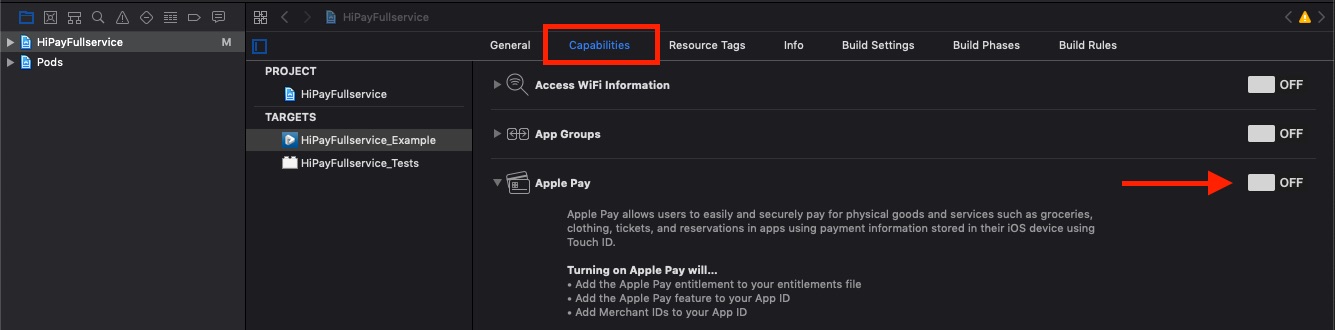 HiPayFullservice
HiPayFullservice M
Pods
General Capabilities Resource Tags Info Build Settings Build Phases Build Rules
PROJECT
HiPayFullservice
TARGETS
HiPayFullservice_Example
HiPayFullservice_Tests
Access WiFi Information OFF
App Groups OFF
Apple Pay OFF
Apple Pay allows users to easily and securely pay for physical goods and services such as groceries,
clothing, tickets, and reservations in apps using payment information stored in their iOS device using
Touch ID.
Turning on Apple Pay will...
• Add the Apple Pay entitlement to your entitlements file
• Add the Apple Pay feature to your App ID
• Add Merchant IDs to your App ID